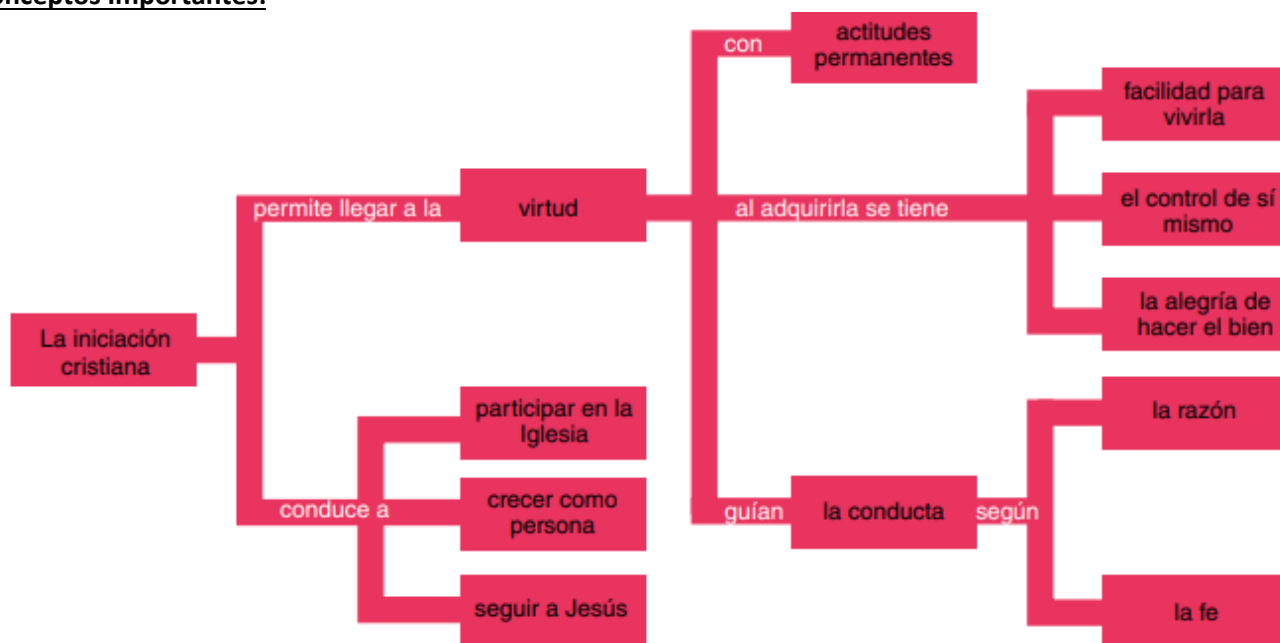 onceptos importantes:
con
actitudes
permanentes
facilidad para
vivirla
permite llegar a la
virtud
al adquirirla se tiene
el control de sí
mismo
la alegría de
hacer el bien
La iniciación
cristiana
participar en la
Iglesia
conduce a
crecer como
persona
seguir a Jesús
guían
la conducta
según
la razón
la fe